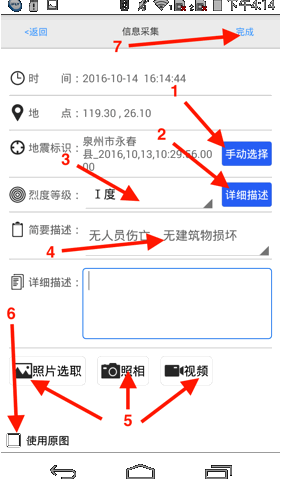 下午4:14
<返回 信息采集 完成
7
时 间：2016-10-14 16:14:44
地 点：119.30 , 26.10
1
地震标识：泉州市永春
县_2016,10,13,10:29:56.00
00
手动选择
2
3
烈度等级：Ⅰ度
详细描述
简要描述：无人员伤亡 无建筑物损坏
4
详细描述：
6
照片选取 照相 视频
5
使用原图